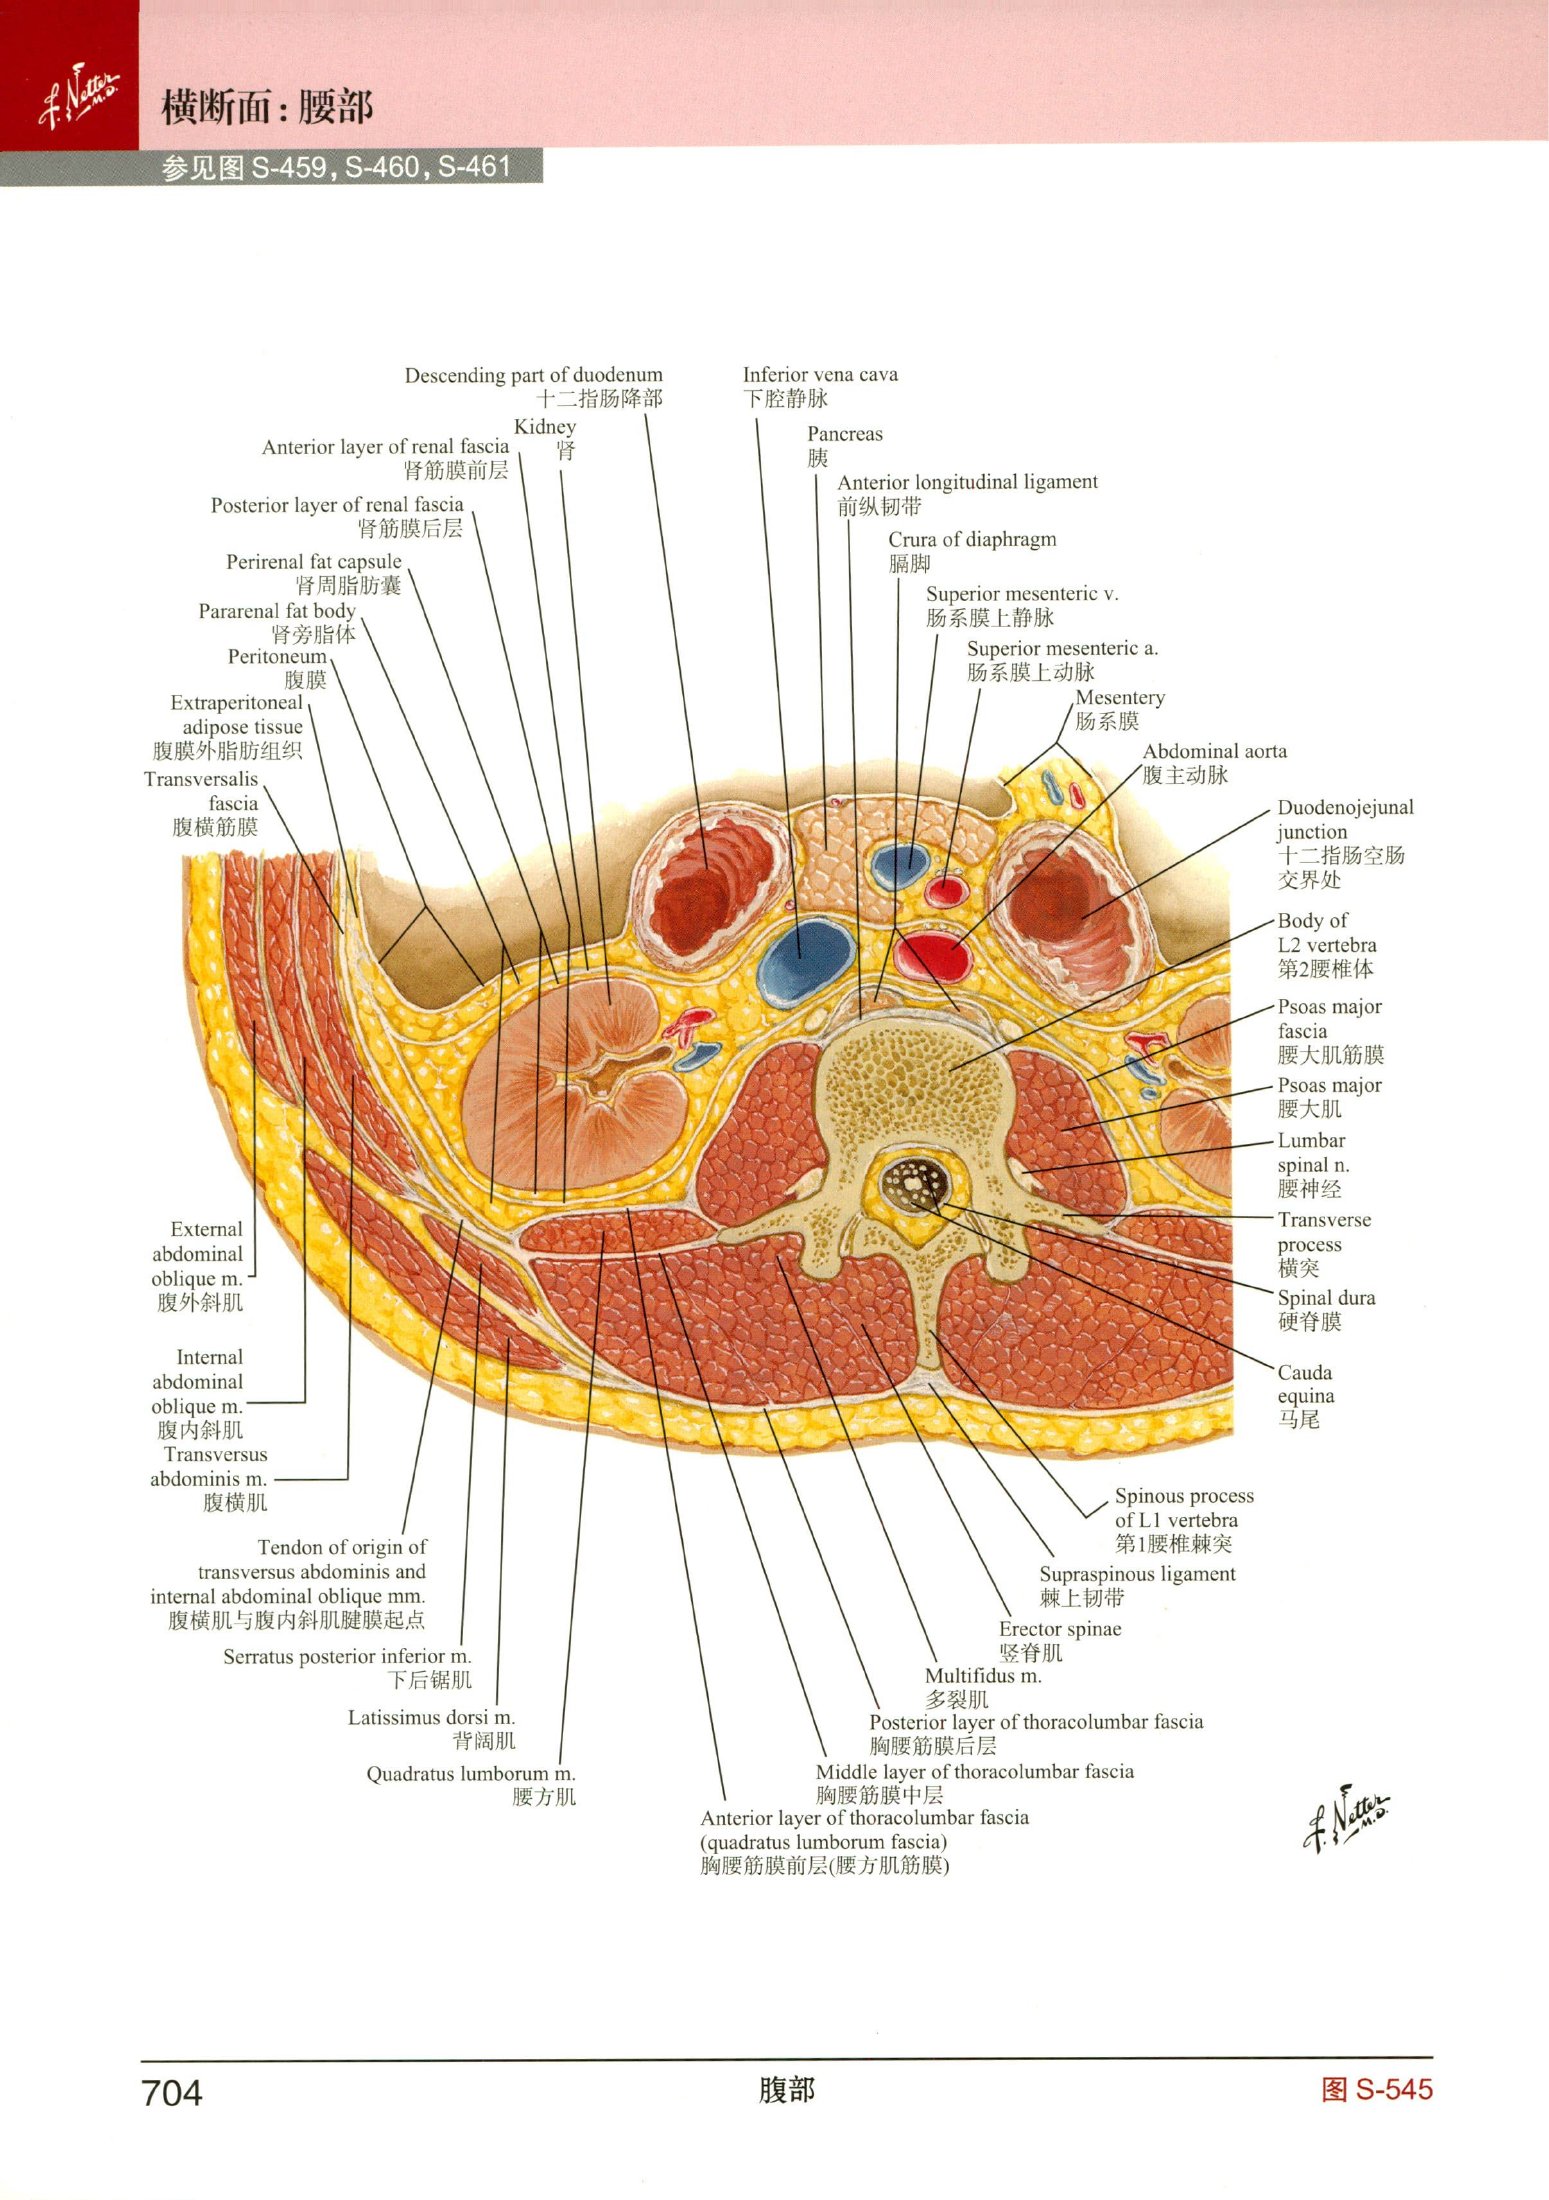 F. Netter M.D.
横断面：腰部
参见图 S-459, S-460, S-461
Descending part of duodenum
十二指肠降部
Kidney
肾
Anterior layer of renal fascia
肾筋膜前层
Posterior layer of renal fascia
肾筋膜后层
Perirenal fat capsule
肾周脂肪囊
Pararenal fat body
肾旁脂体
Peritoneum
腹膜
Extraperitoneal
adipose tissue
腹膜外脂肪组织
Transversalis
fascia
腹横筋膜
Inferior vena cava
下腔静脉
Pancreas
胰
Anterior longitudinal ligament
前纵韧带
Crura of diaphragm
膈脚
Superior mesenteric v.
肠系膜上静脉
Superior mesenteric a.
肠系膜上动脉
Mesentery
肠系膜
Abdominal aorta
腹主动脉
Duodenojejunal
junction
十二指肠空肠
交界处
Body of
L2 vertebra
第2腰椎体
Psoas major
fascia
腰大肌筋膜
Psoas major
腰大肌
Lumbar
spinal n.
腰神经
Transverse
process
横突
Spinal dura
硬脊膜
Cauda
equina
马尾
External
abdominal
oblique m.
腹外斜肌
Internal
abdominal
oblique m.
腹内斜肌
Transversus
abdominis m.
腹横肌
Tendon of origin of
transversus abdominis and
internal abdominal oblique mm.
腹横肌与腹内斜肌腱膜起点
Serratus posterior inferior m.
下后锯肌
Latissimus dorsi m.
背阔肌
Quadratus lumborum m.
腰方肌
Spinous process
of L1 vertebra
第1腰椎棘突
Supraspinous ligament
棘上韧带
Erector spinae
竖脊肌
Multifidus m.
多裂肌
Posterior layer of thoracolumbar fascia
胸腰筋膜后层
Middle layer of thoracolumbar fascia
胸腰筋膜中层
Anterior layer of thoracolumbar fascia
(quadratus lumborum fascia)
胸腰筋膜前层(腰方肌筋膜)
F. Netter M.D.
704
腹部
图 S-545